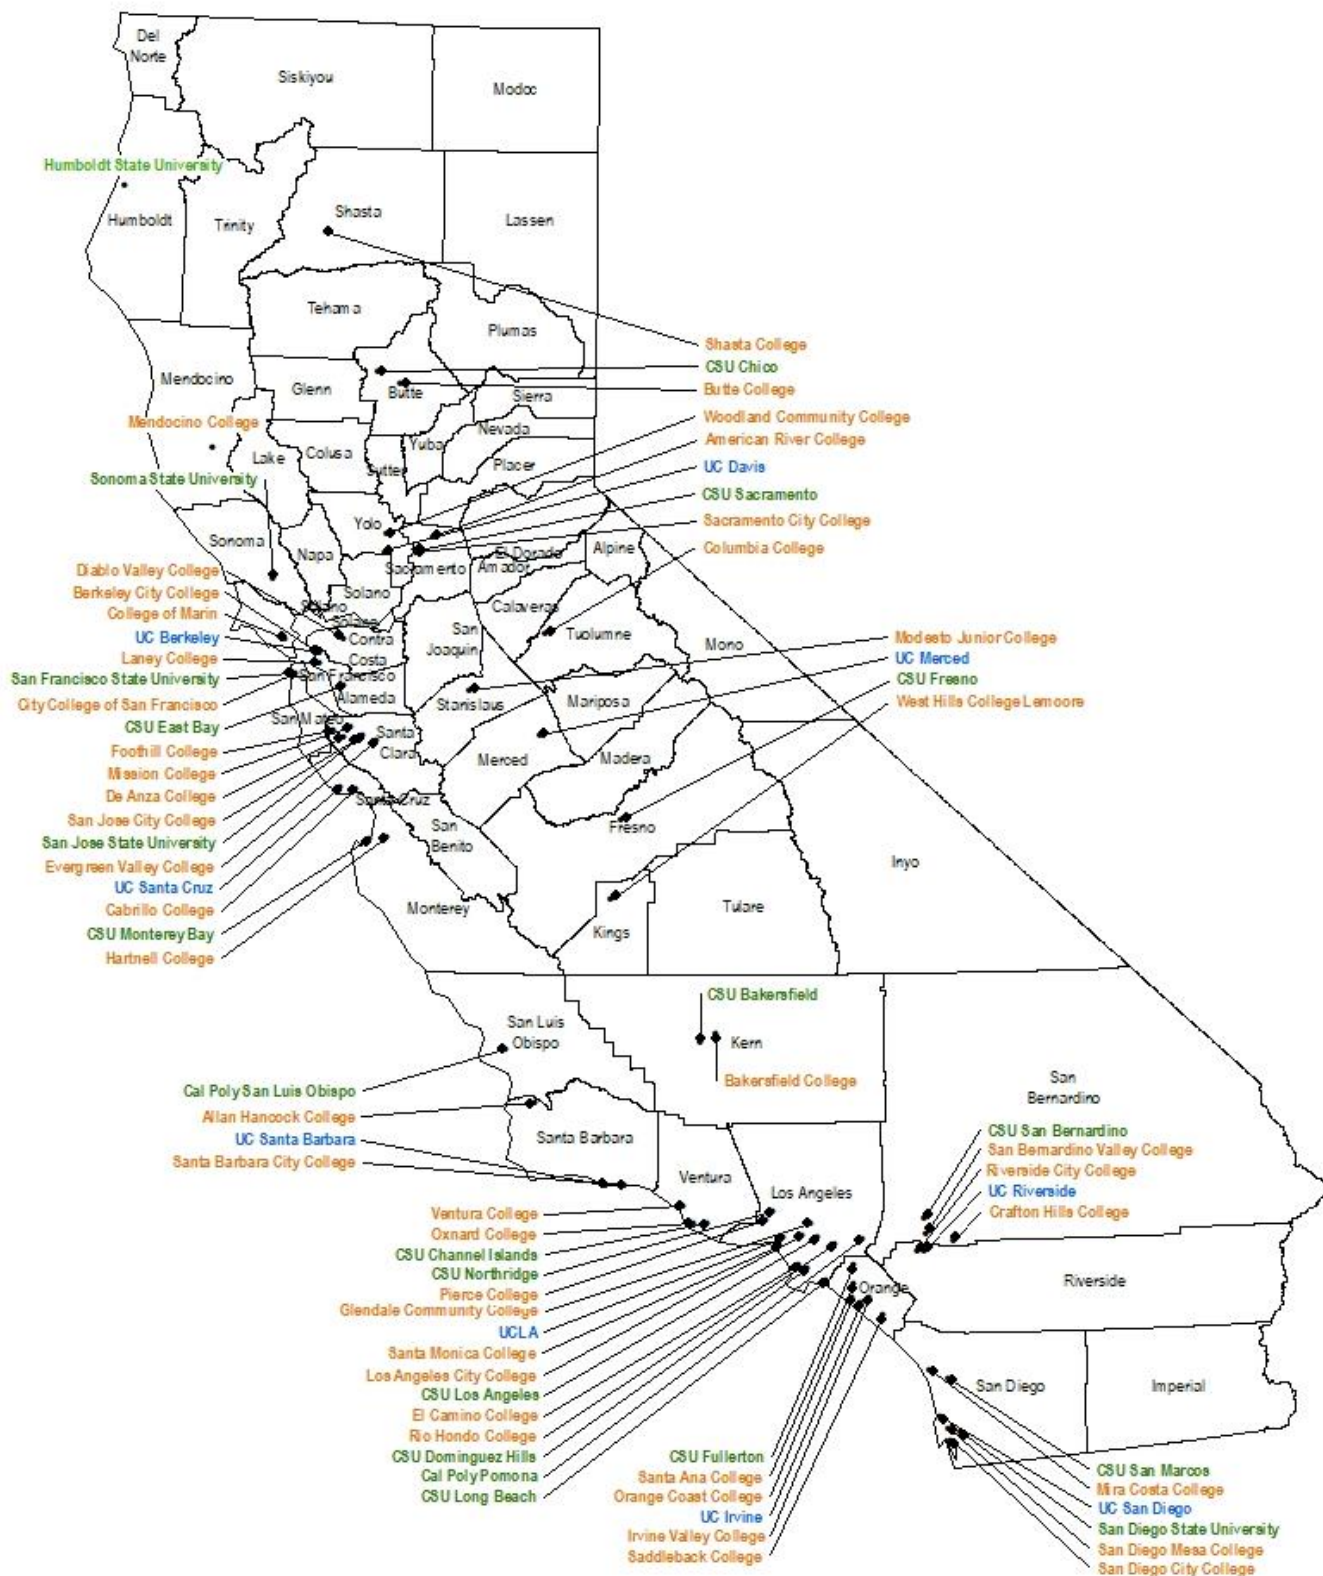 Del
Norte
Siskiyou
Modoc
Humboldt State University
Humboldt
Trinity
Shasta
Lassen
Tehama
Plumas
Shasta College
CSU Chico
Butte College
Mendocino
Glenn
Butte
Sierra
Woodland Community College
Mendocino College
Nevada
American River College
Lake
Colusa
Yuba
Sutter
Placer
UC Davis
Sonoma State University
CSU Sacramento
Yolo
Sacramento City College
Sonoma
Napa
El Dorado
Alpine
Columbia College
Sacramento
Amador
Diablo Valley College
Solano
Berkeley City College
Solano
Calaveras
College of Marin
Solano
San
Joaquin
Tuolumne
Mono
Modesto Junior College
UC Berkeley
Contra
Costa
UC Merced
Laney College
San Francisco State University
San Francisco
CSU Fresno
City College of San Francisco
Alameda
Stanislaus
Mariposa
West Hills College Lemoore
CSU East Bay
San Mateo
Santa
Clara
Foothill College
Merced
Madera
Mission College
De Anza College
Santa Cruz
San Jose City College
San
Benito
Fresno
San Jose State University
Evergreen Valley College
Inyo
UC Santa Cruz
Cabrillo College
Monterey
Tulare
CSU Monterey Bay
Kings
Hartnell College
CSU Bakersfield
San Luis
Obispo
Kern
Bakersfield College
San
Bernardino
Cal Poly San Luis Obispo
Allan Hancock College
UC Santa Barbara
Santa Barbara
Santa Barbara City College
CSU San Bernardino
San Bernardino Valley College
Riverside City College
UC Riverside
Crafton Hills College
Ventura
Los Angeles
Ventura College
Oxnard College
CSU Channel Islands
CSU Northridge
Pierce College
Glendale Community College
UCLA
Santa Monica College
Los Angeles City College
CSU Los Angeles
El Camino College
Rio Hondo College
CSU Dominguez Hills
Cal Poly Pomona
CSU Long Beach
Orange
Riverside
San Diego
Imperial
CSU Fullerton
Santa Ana College
Orange Coast College
UC Irvine
Irvine Valley College
Saddleback College
CSU San Marcos
Mira Costa College
UC San Diego
San Diego State University
San Diego Mesa College
San Diego City College